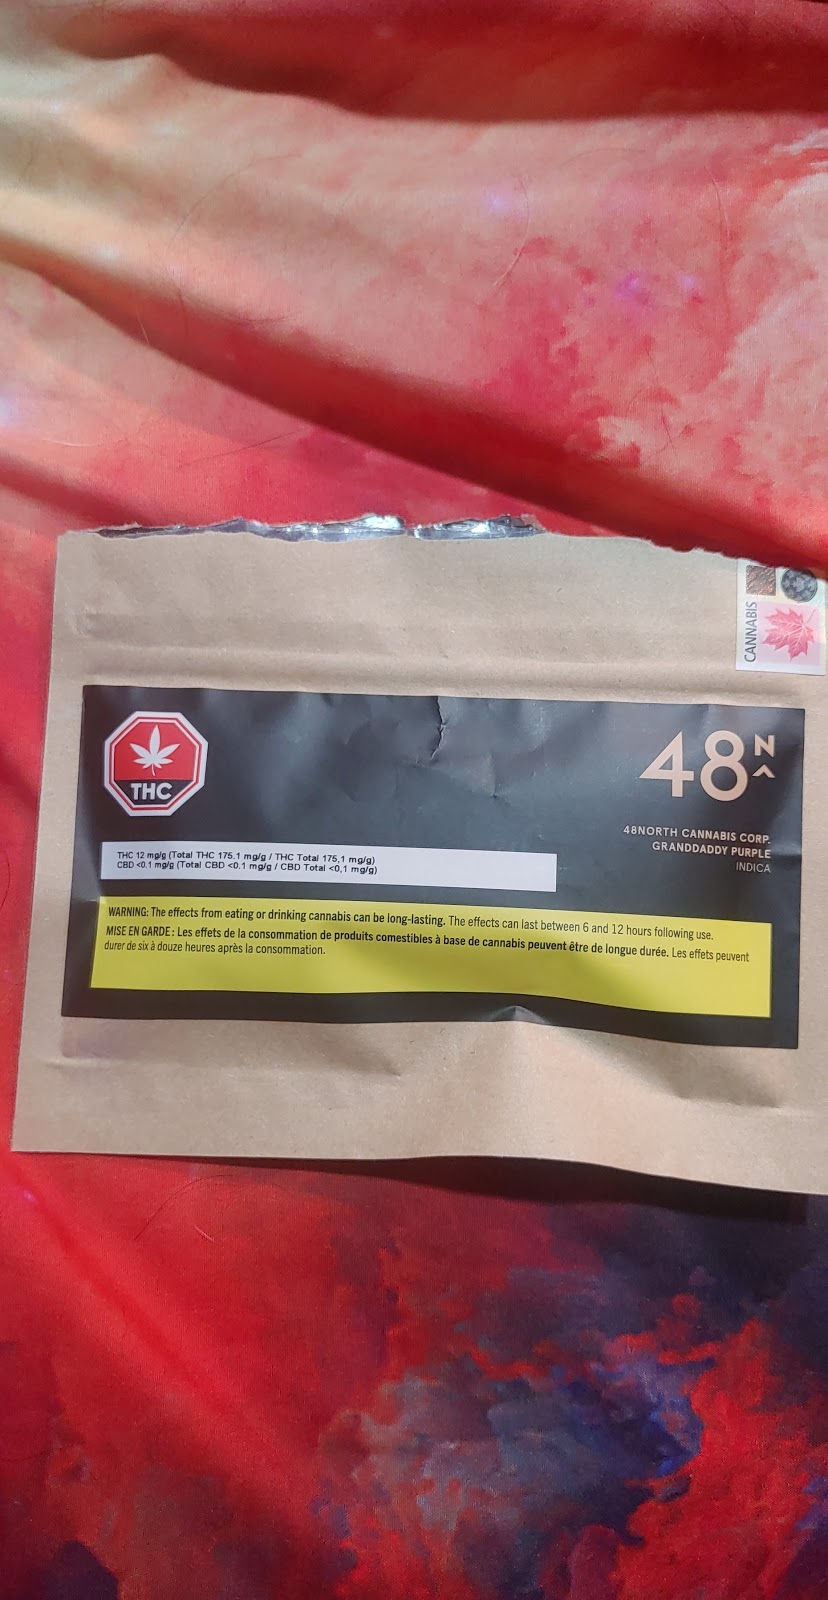 CANNABIS
THC
48N
48NORTH CANNABIS CORP.
GRANDDADDY PURPLE
INDICA
THC 12 mg/g (Total THC 175.1 mg/g / THC Total 175,1 mg/g)
CBD <0.1 mg/g (Total CBD <0.1 mg/g / CBD Total <0,1 mg/g)
WARNING: The effects from eating or drinking cannabis can be long-lasting. The effects can last between 6 and 12 hours following use.
MISE EN GARDE : Les effets de la consommation de produits comestibles à base de cannabis peuvent être de longue durée. Les effets peuvent
durer de six à douze heures après la consommation.